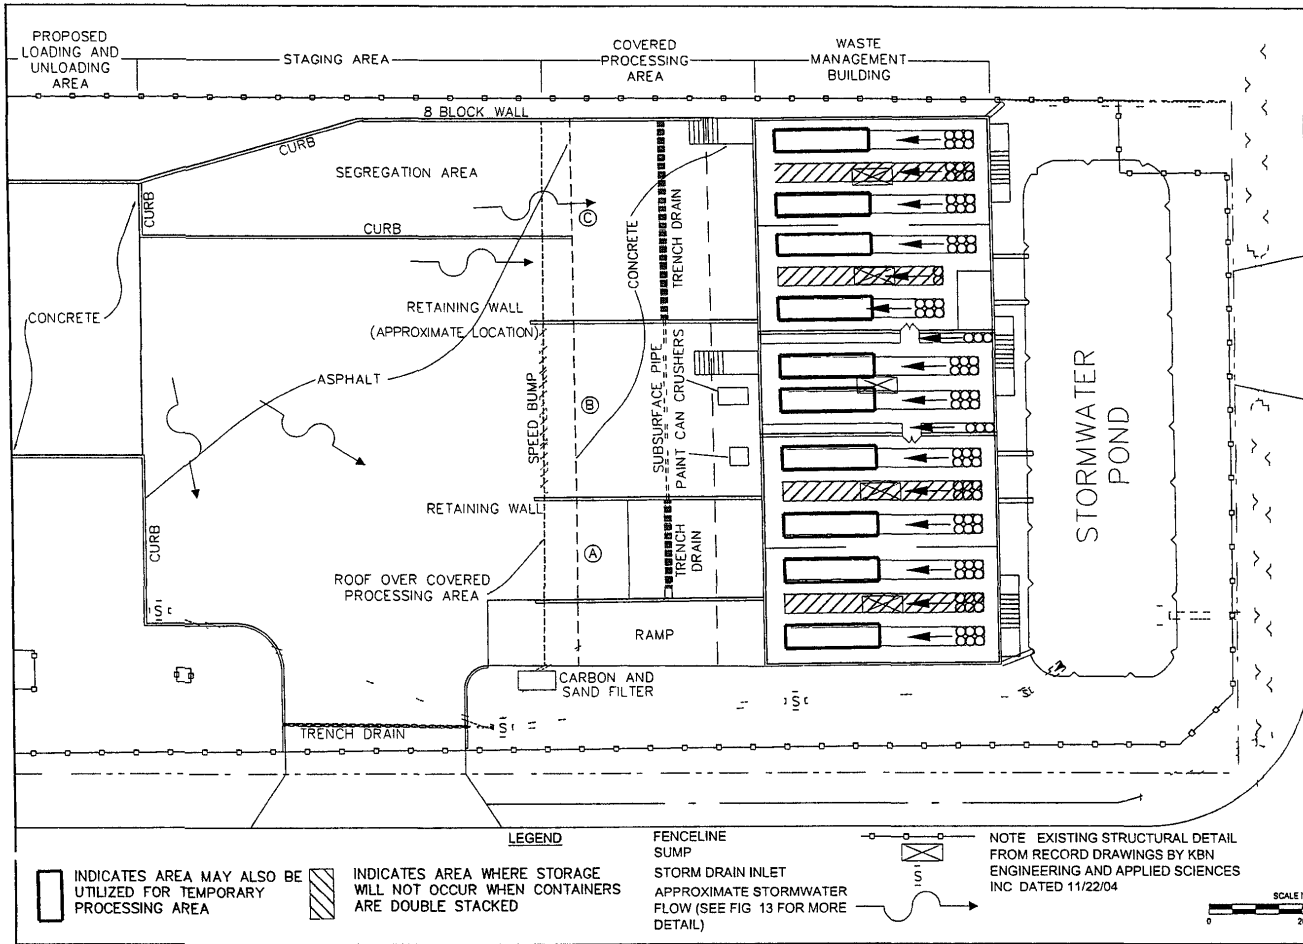 PROPOSED
LOADING AND
UNLOADING
AREA
STAGING AREA
COVERED
PROCESSING
AREA
WASTE
MANAGEMENT
BUILDING
8 BLOCK WALL
CURB
SEGREGATION AREA
CURB
CURB
C
CONCRETE
TRENCH DRAIN
CONCRETE
RETAINING WALL
(APPROXIMATE LOCATION)
ASPHALT
SPEED BUMP
B
SUBSURFACE PIPE
PAINT CAN CRUSHERS
STORMWATER
POND
RETAINING WALL
CURB
A
TRENCH
DRAIN
ROOF OVER COVERED
PROCESSING AREA
S
RAMP
CARBON AND
SAND FILTER
S
S
TRENCH DRAIN
LEGEND
INDICATES AREA MAY ALSO BE
UTILIZED FOR TEMPORARY
PROCESSING AREA
INDICATES AREA WHERE STORAGE
WILL NOT OCCUR WHEN CONTAINERS
ARE DOUBLE STACKED
FENCELINE
SUMP
STORM DRAIN INLET
S
APPROXIMATE STORMWATER
FLOW (SEE FIG 13 FOR MORE
DETAIL)
NOTE EXISTING STRUCTURAL DETAIL
FROM RECORD DRAWINGS BY KBN
ENGINEERING AND APPLIED SCIENCES
INC DATED 11/22/04
SCALE
0